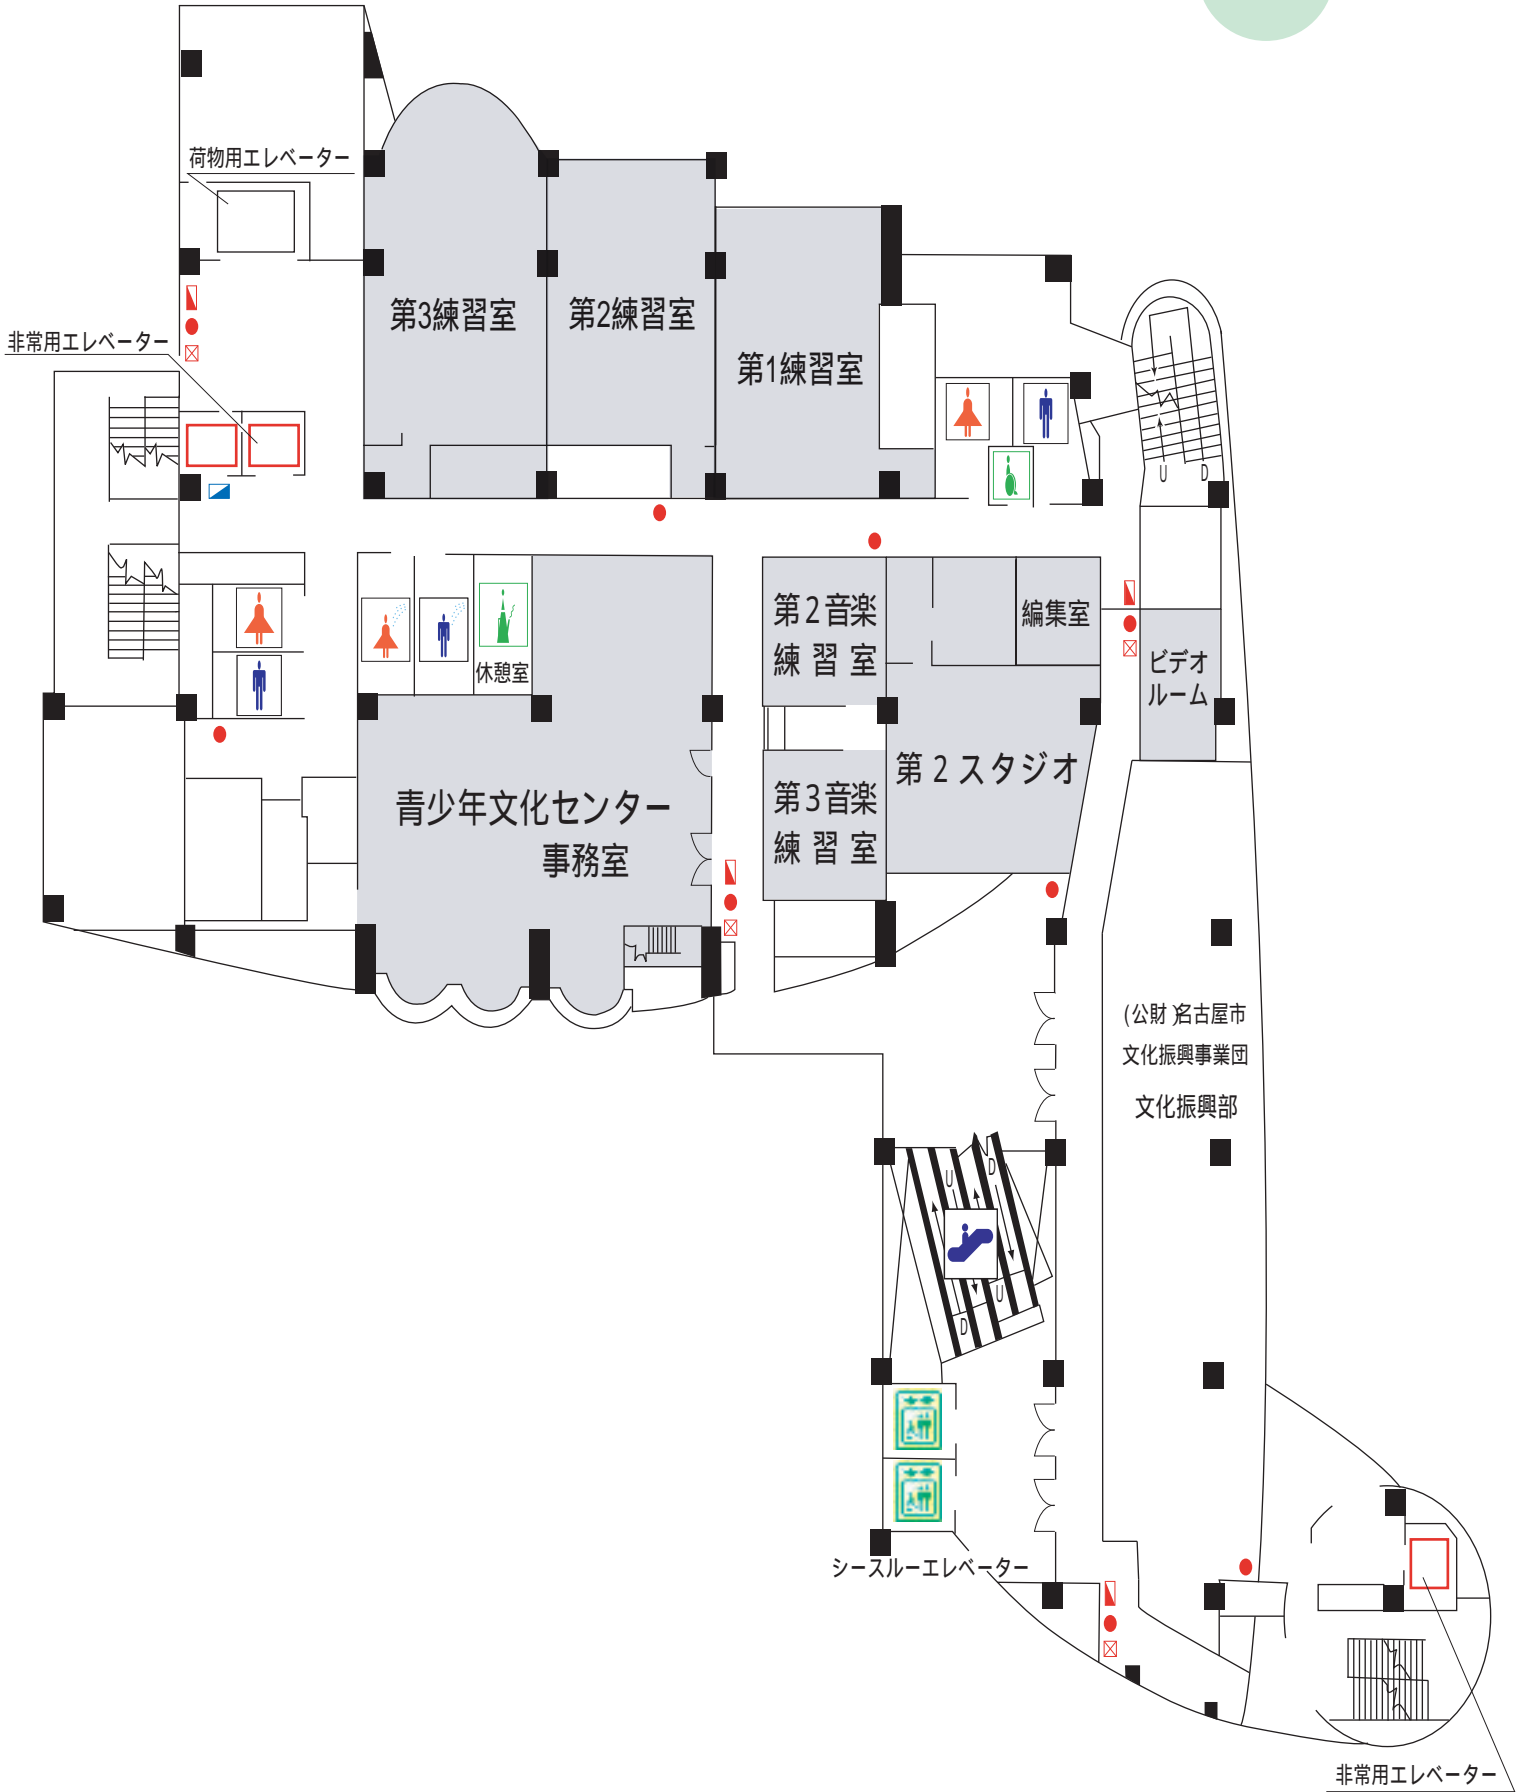 荷物用エレベーター
非常用エレベーター
第3練習室
第2練習室
第1練習室
U
D
休憩室
第2音楽
練習室
編集室
ビデオ
ルーム
第2スタジオ
第3音楽
練習室
青少年文化センター
事務室
(公財)名古屋市
文化振興事業団
文化振興部
U
D
U
D
シースルーエレベーター
非常用エレベーター